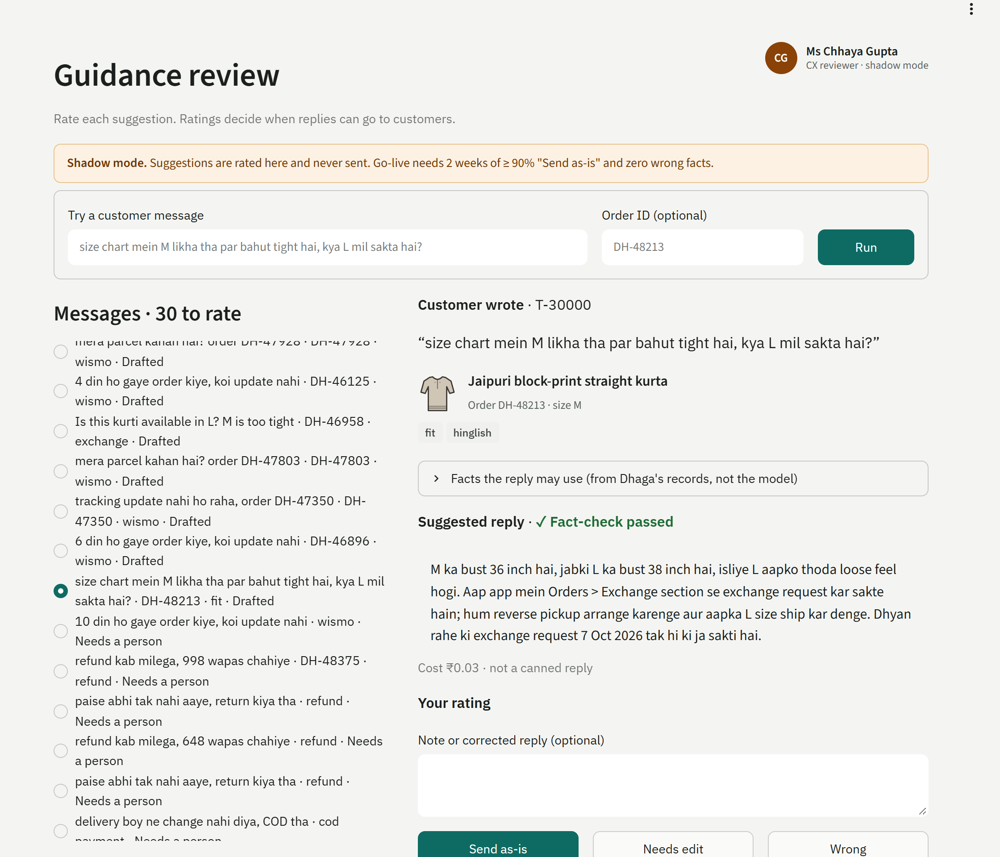 CG
Ms Chhaya Gupta
CX reviewer · shadow mode
Guidance review
Rate each suggestion. Ratings decide when replies can go to customers.
Shadow mode. Suggestions are rated here and never sent. Go-live needs 2 weeks of ≥ 90% "Send as-is" and zero wrong facts.
Try a customer message
Order ID (optional)
size chart mein M likha tha par bahut tight hai, kya L mil sakta hai?
DH-48213
Run
Messages · 30 to rate
mera parcel kahan hai? order DH-47928 · DH-47928 ·
wismo · Drafted
4 din ho gaye order kiye, koi update nahi · DH-46125 ·
wismo · Drafted
Is this kurti available in L? M is too tight · DH-46958 ·
exchange · Drafted
mera parcel kahan hai? order DH-47803 · DH-47803 ·
wismo · Drafted
tracking update nahi ho raha, order DH-47350 · DH-
47350 · wismo · Drafted
6 din ho gaye order kiye, koi update nahi · DH-46896 ·
wismo · Drafted
size chart mein M likha tha par bahut tight hai, kya L mil
sakta hai? · DH-48213 · fit · Drafted
10 din ho gaye order kiye, koi update nahi · wismo ·
Needs a person
refund kab milega, 998 wapas chahiye · DH-48375 ·
refund · Needs a person
paise abhi tak nahi aaye, return kiya tha · refund ·
Needs a person
refund kab milega, 648 wapas chahiye · refund · Needs
a person
paise abhi tak nahi aaye, return kiya tha · refund ·
Needs a person
delivery boy ne change nahi diya, COD tha · cod
payment · Needs a person
Customer wrote · T-30000
“size chart mein M likha tha par bahut tight hai, kya L mil sakta hai?”
Jaipuri block-print straight kurta
Order DH-48213 · size M
fit
hinglish
Facts the reply may use (from Dhaga's records, not the model)
Suggested reply · ✓ Fact-check passed
M ka bust 36 inch hai, jabki L ka bust 38 inch hai, isliye L aapko thoda loose feel
hogi. Aap app mein Orders > Exchange section se exchange request kar sakte
hain; hum reverse pickup arrange karenge aur aapka L size ship kar denge. Dhyan
rahe ki exchange request 7 Oct 2026 tak hi ki ja sakti hai.
Cost ₹0.03 · not a canned reply
Your rating
Note or corrected reply (optional)
Send as-is
Needs edit
Wrong